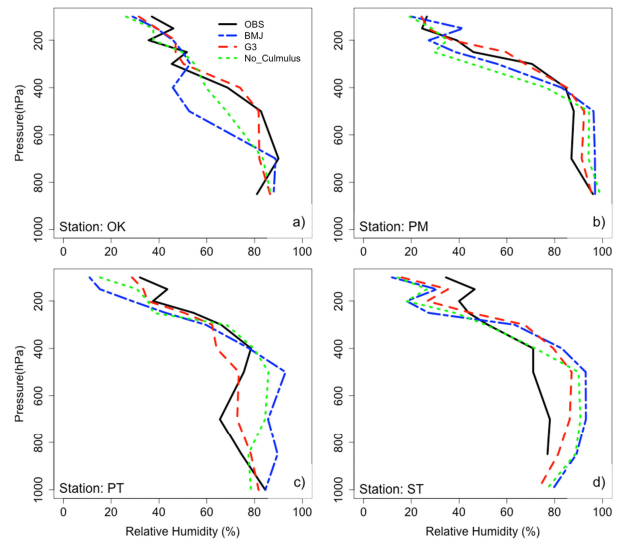 OBS
BMJ
G3
No_Culmulus
Pressure(hPa)
200
400
600
800
1000
Station: OK
a)
0 20 40 60 80 100
200
400
600
800
1000
Station: PM
b)
0 20 40 60 80 100
Pressure(hPa)
200
400
600
800
1000
Station: PT
c)
0 20 40 60 80 100
Relative Humidity (%)
200
400
600
800
1000
Station: ST
d)
0 20 40 60 80 100
Relative Humidity (%)